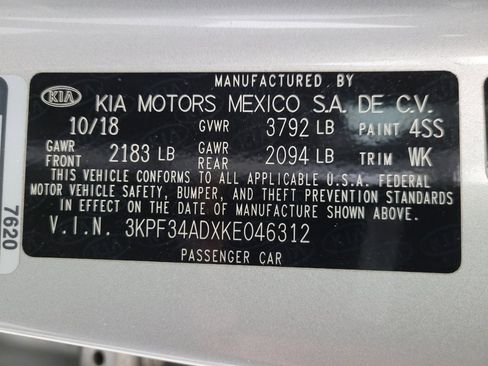 MANUFACTURED BY
KIA KIA MOTORS MEXICO S.A. DE C.V.
10/18 GVWR 3792 LB PAINT 4SS
GAWR FRONT 2183 LB GAWR REAR 2094 LB TRIM WK
THIS VEHICLE CONFORMS TO ALL APPLICABLE U.S.A. FEDERAL
MOTOR VEHICLE SAFETY, BUMPER, AND THEFT PREVENTION STANDARDS
IN EFFECT ON THE DATE OF MANUFACTURE SHOWN ABOVE.
V.I.N. 3KPF34ADXKE046312
PASSENGER CAR
7620